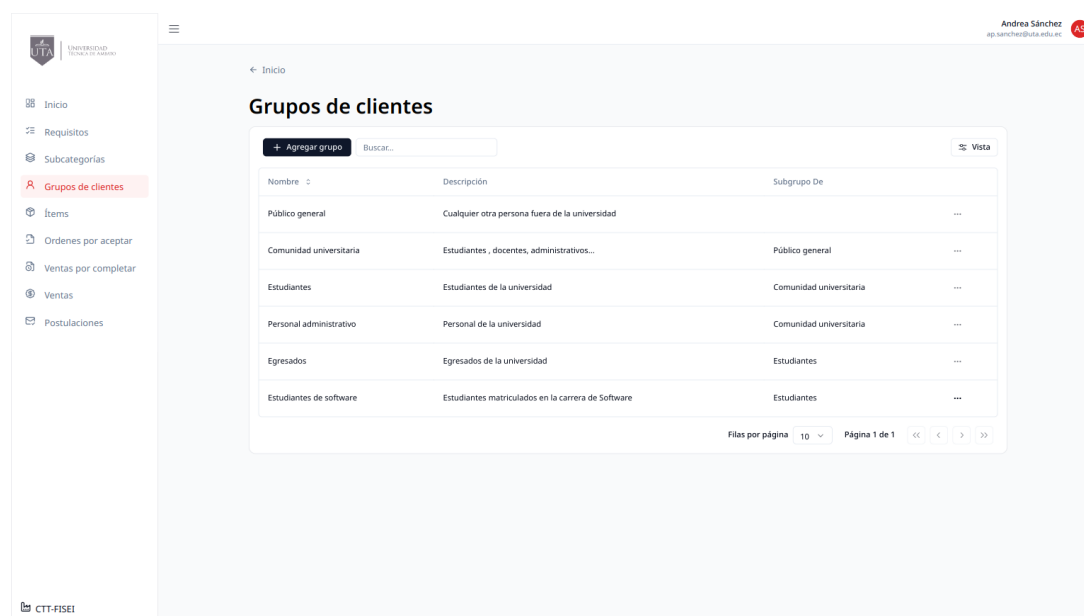 Andrea Sánchez
ap.sanchez@uta.edu.ec
AS
UTA
UNIVERSIDAD
TÉCNICA DE AMBATO
Inicio
Requisitos
Subcategorías
Grupos de clientes
Ítems
Ordenes por aceptar
Ventas por completar
Ventas
Postulaciones
CTT-FISEI
← Inicio
Grupos de clientes
+ Agregar grupo Buscar... Vista
Nombre Descripción Subgrupo De
Público general Cualquier otra persona fuera de la universidad ...
Comunidad universitaria Estudiantes , docentes, administrativos... Público general ...
Estudiantes Estudiantes de la universidad Comunidad universitaria ...
Personal administrativo Personal de la universidad Comunidad universitaria ...
Egresados Egresados de la universidad Estudiantes ...
Estudiantes de software Estudiantes matriculados en la carrera de Software Estudiantes ...
Filas por página 10 Página 1 de 1